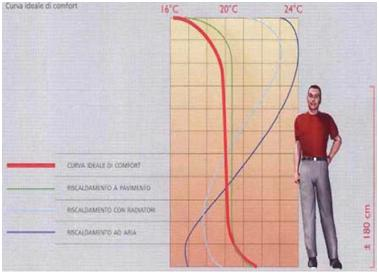 Curva ideale di comfort
16°C 20°C 24°C
CURVA IDEALE DI COMFORT
RISCALDAMENTO A PAVIMENTO
RISCALDAMENTO CON RADIATORI
RISCALDAMENTO AD ARIA
± 180 cm